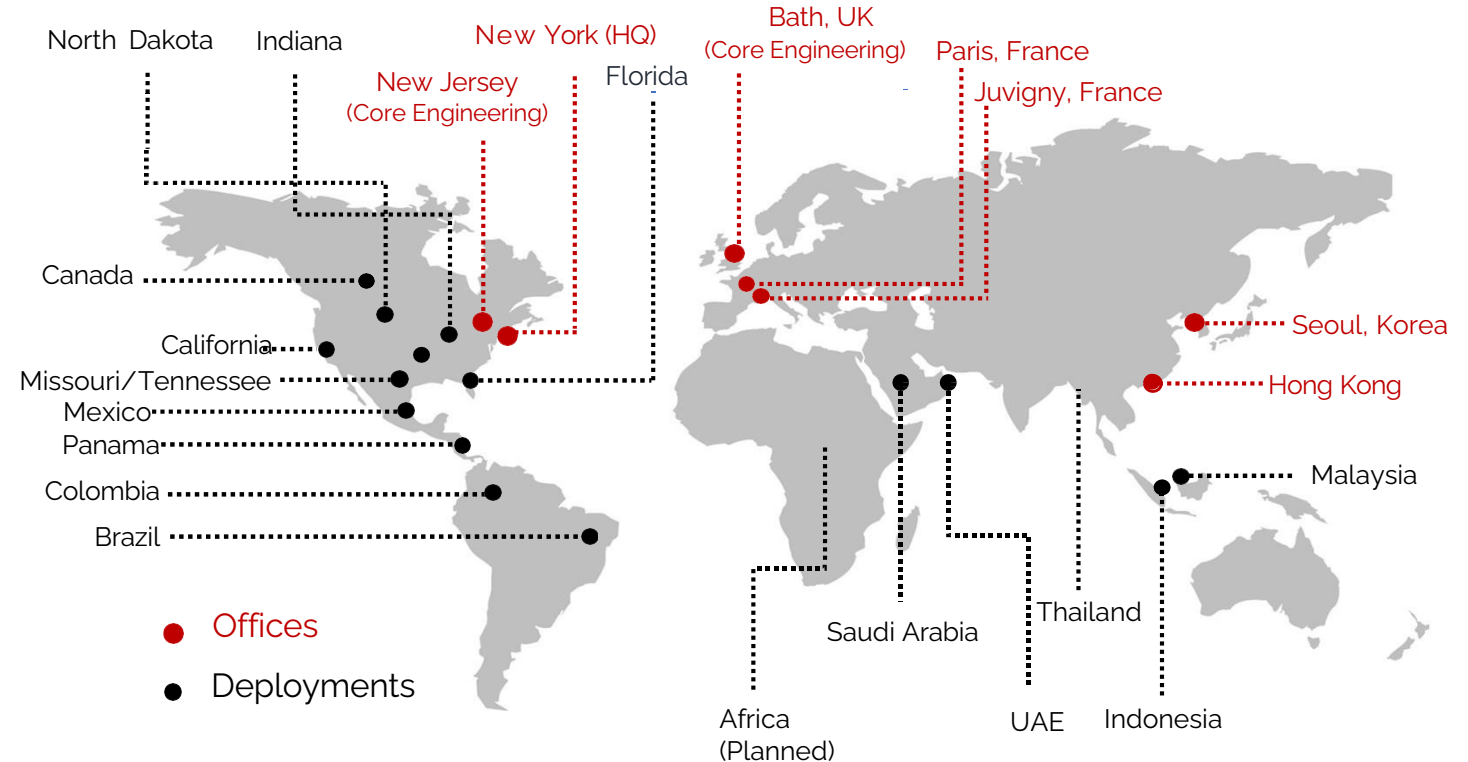 North Dakota
Indiana
New York (HQ)
Bath, UK
(Core Engineering)
Paris, France
New Jersey
(Core Engineering)
Florida
Juvigny, France
Canada
California
Missouri/Tennessee
Mexico
Panama
Colombia
Brazil
Seoul, Korea
Hong Kong
Malaysia
Offices
Deployments
Saudi Arabia
Thailand
Africa
(Planned)
UAE
Indonesia